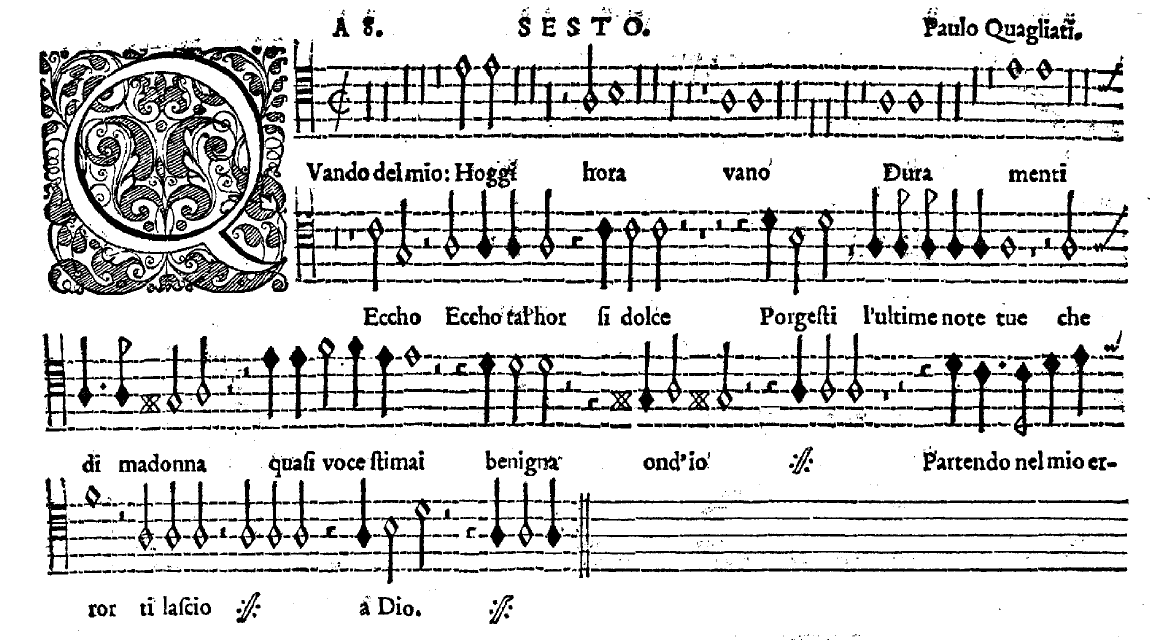 A 8. SESTO. Paulo Quagliati.
QVando del mio: Hoggi hora vano Dura menti
Eccho Eccho tal'hor ſi dolce Porgeſti l'ultime note tue che
di madonna quaſi voce ſtimai benigna ond'io
Partendo nel mio er-
ror ti laſcio a Dio.